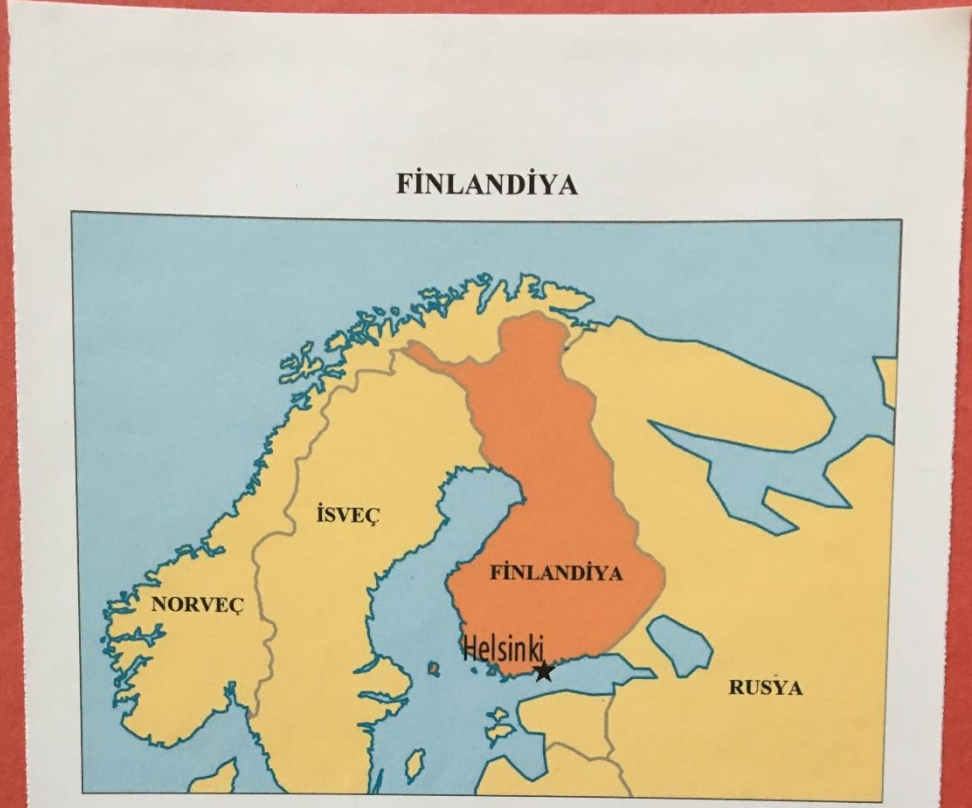 FİNLANDİYA
İSVEÇ
FİNLANDİYA
NORVEÇ
Helsinki
RUSYA